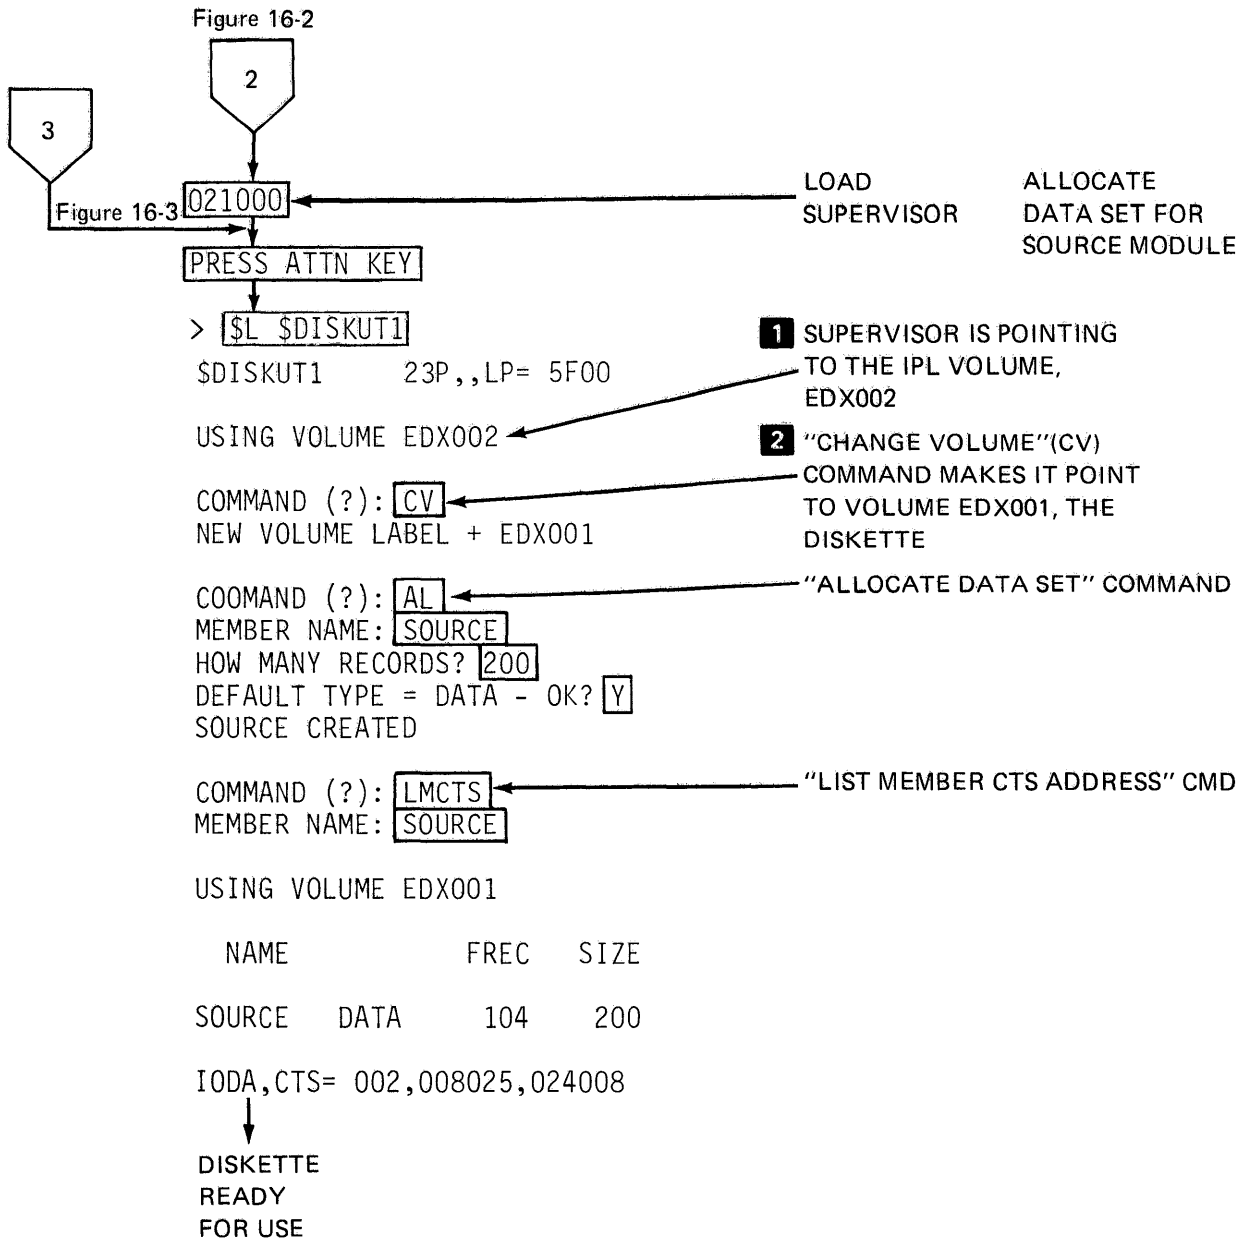 Figure 16-2
2
3
021000
LOAD
SUPERVISOR
ALLOCATE
DATA SET FOR
SOURCE MODULE
Figure 16-3
PRESS ATTN KEY
> $L $DISKUT1
$DISKUT1 23P,,LP= 5F00
1 SUPERVISOR IS POINTING
TO THE IPL VOLUME,
EDX002
USING VOLUME EDX002
2 "CHANGE VOLUME"(CV)
COMMAND MAKES IT POINT
TO VOLUME EDX001, THE
DISKETTE
COMMAND (?): CV
NEW VOLUME LABEL + EDX001
COOMAND (?): AL
"ALLOCATE DATA SET" COMMAND
MEMBER NAME: SOURCE
HOW MANY RECORDS? 200
DEFAULT TYPE = DATA - OK? Y
SOURCE CREATED
COMMAND (?): LMCTS
"LIST MEMBER CTS ADDRESS" CMD
MEMBER NAME: SOURCE
USING VOLUME EDX001
NAME FREC SIZE
SOURCE DATA 104 200
IODA,CTS= 002,008025,024008
DISKETTE
READY
FOR USE